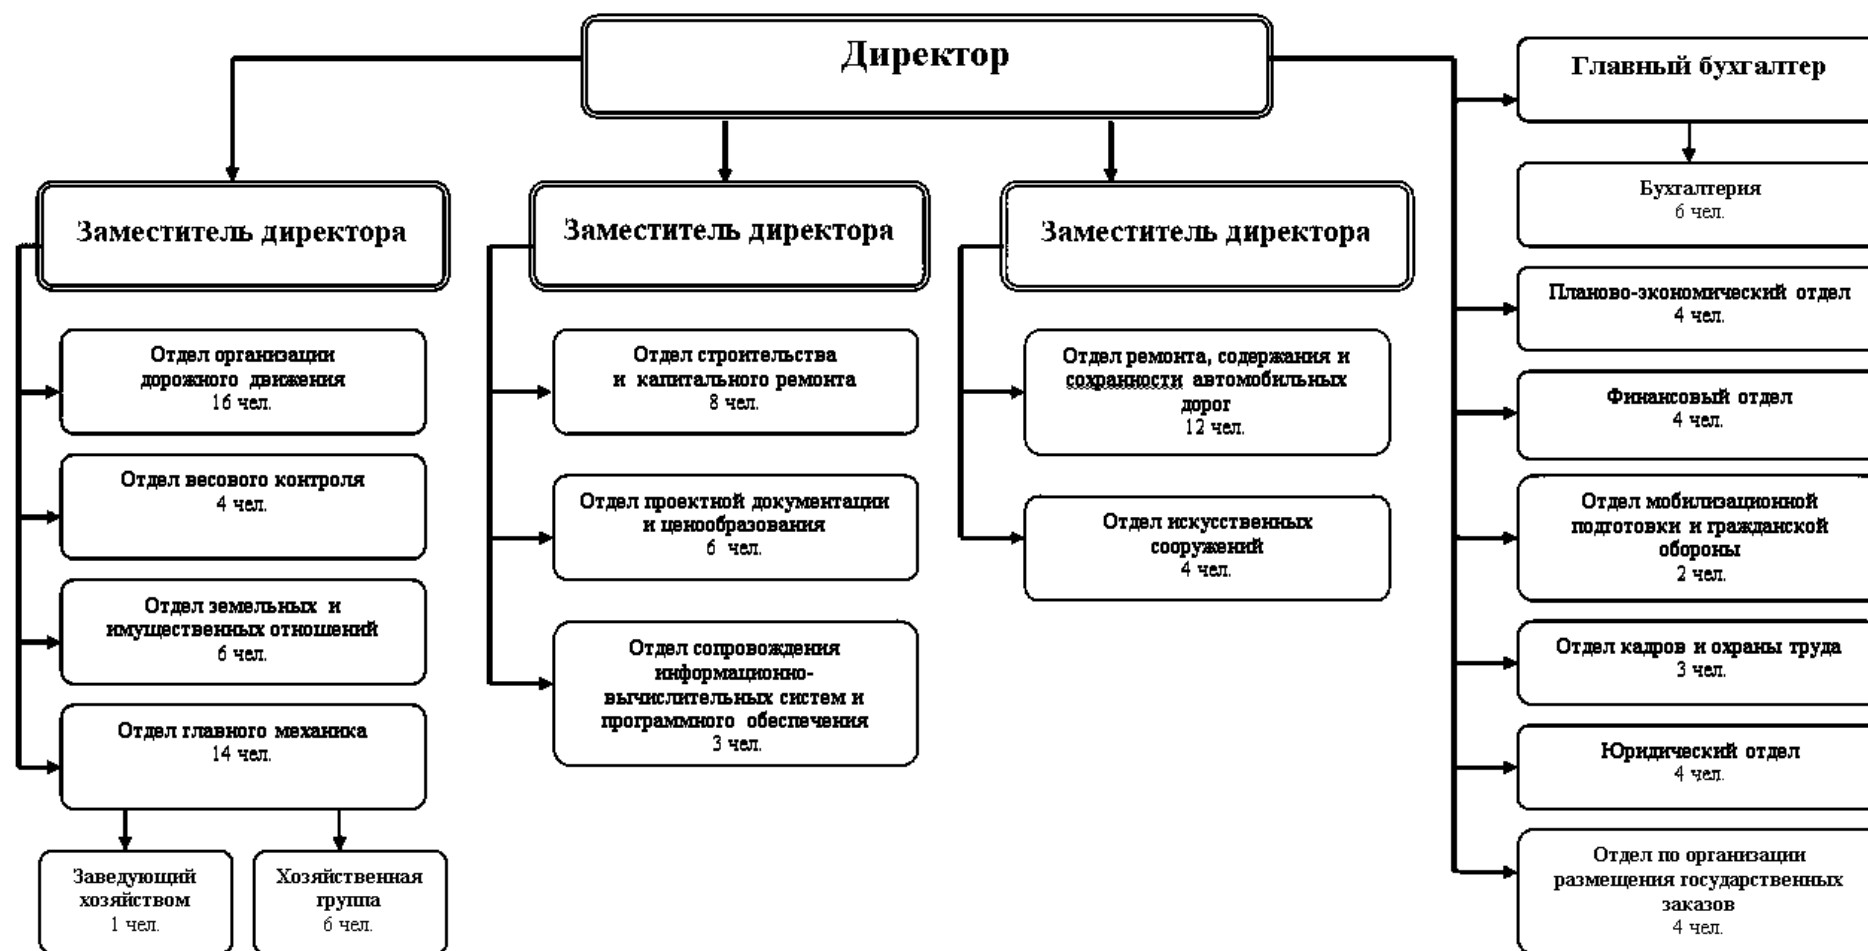 Директор
Главный бухгалтер
Бухгалтерия
6 чел.
Заместитель директора
Заместитель директора
Заместитель директора
Отдел организации
дорожного движения
16 чел.
Отдел весового контроля
4 чел.
Отдел земельных и
имущественных отношений
6 чел.
Отдел главного механика
14 чел.
Заведующий
хозяйством
1 чел.
Хозяйственная
группа
6 чел.
Отдел строительства
и капитального ремонта
8 чел.
Отдел проектной документации
и ценообразования
6 чел.
Отдел сопровождения
информационно-
вычислительных систем и
программного обеспечения
3 чел.
Отдел ремонта, содержания и
сохранности автомобильных
дорог
12 чел.
Отдел искусственных
сооружений
4 чел.
Планово-экономический отдел
4 чел.
Финансовый отдел
4 чел.
Отдел мобилизационной
подготовки и гражданской
обороны
2 чел.
Отдел кадров и охраны труда
3 чел.
Юридический отдел
4 чел.
Отдел по организации
размещения государственных
заказов
4 чел.